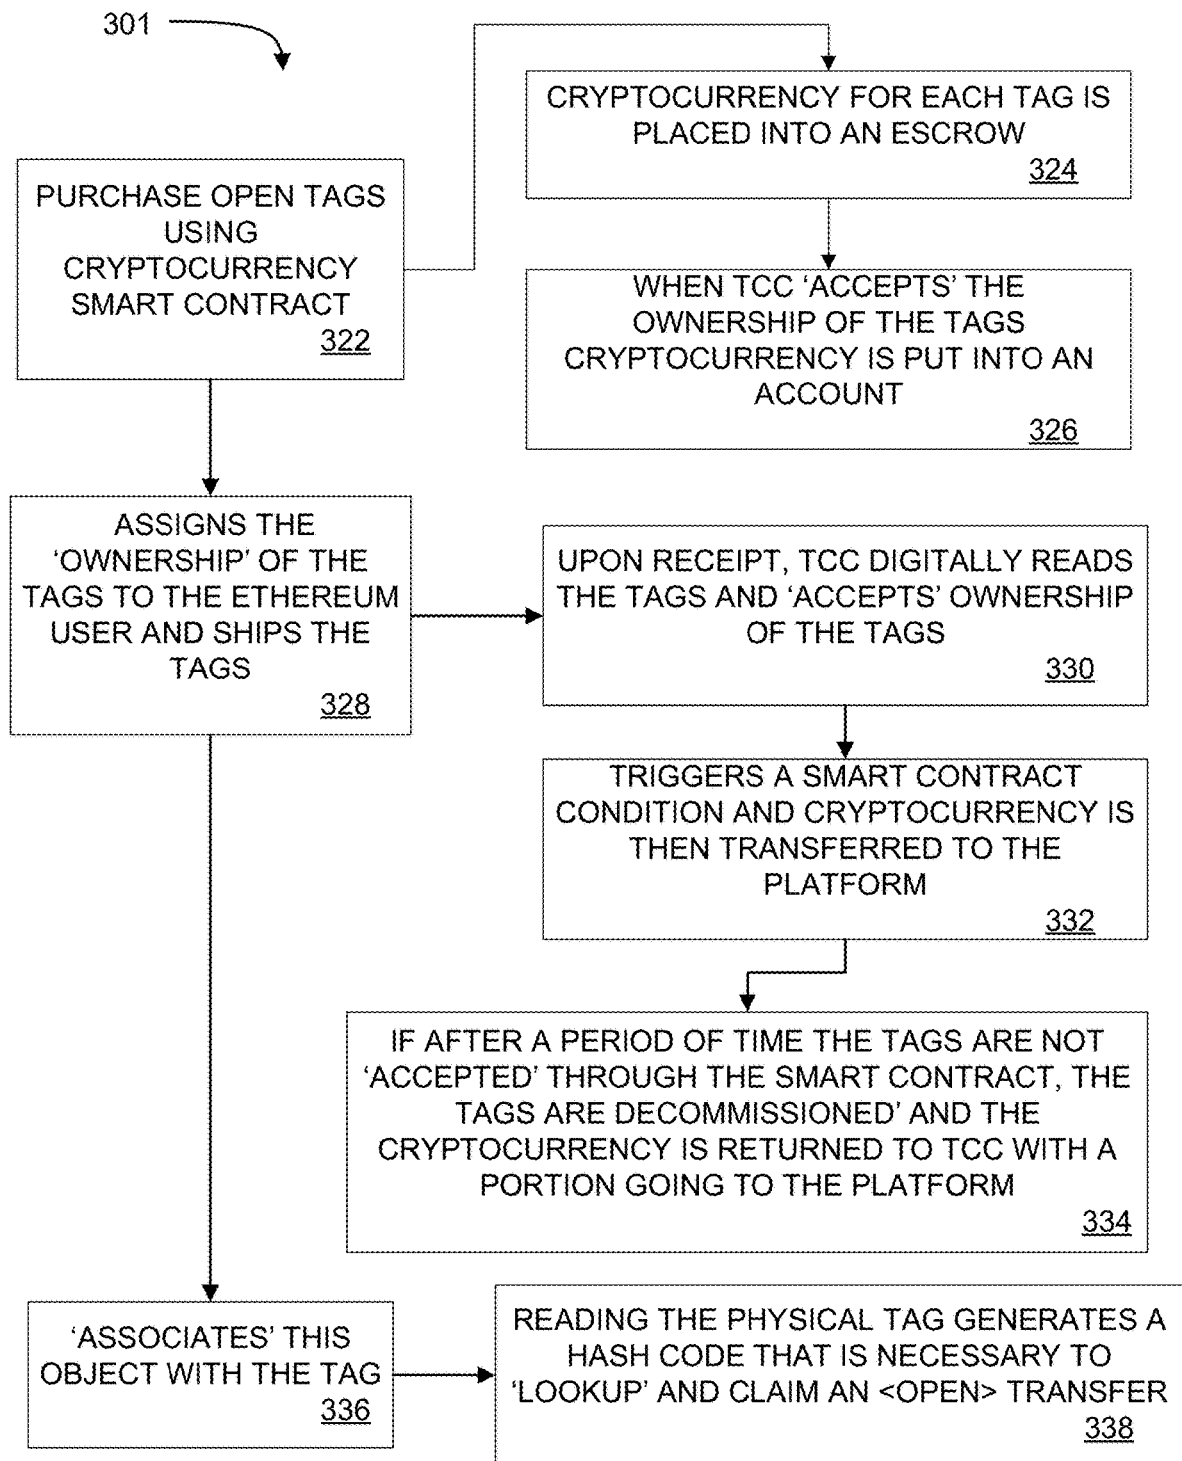 301
CRYPTOCURRENCY FOR EACH TAG IS
PLACED INTO AN ESCROW
324
PURCHASE OPEN TAGS
USING
CRYPTOCURRENCY
SMART CONTRACT
322
WHEN TCC ‘ACCEPTS’ THE
OWNERSHIP OF THE TAGS
CRYPTOCURRENCY IS PUT INTO AN
ACCOUNT
326
ASSIGNS THE
‘OWNERSHIP’ OF THE
TAGS TO THE ETHEREUM
USER AND SHIPS THE
TAGS
328
UPON RECEIPT, TCC DIGITALLY READS
THE TAGS AND ‘ACCEPTS’ OWNERSHIP
OF THE TAGS
330
TRIGGERS A SMART CONTRACT
CONDITION AND CRYPTOCURRENCY IS
THEN TRANSFERRED TO THE
PLATFORM
332
IF AFTER A PERIOD OF TIME THE TAGS ARE NOT
‘ACCEPTED’ THROUGH THE SMART CONTRACT, THE
TAGS ARE DECOMMISSIONED’ AND THE
CRYPTOCURRENCY IS RETURNED TO TCC WITH A
PORTION GOING TO THE PLATFORM
334
‘ASSOCIATES’ THIS
OBJECT WITH THE TAG
336
READING THE PHYSICAL TAG GENERATES A
HASH CODE THAT IS NECESSARY TO
‘LOOKUP’ AND CLAIM AN <OPEN> TRANSFER
338